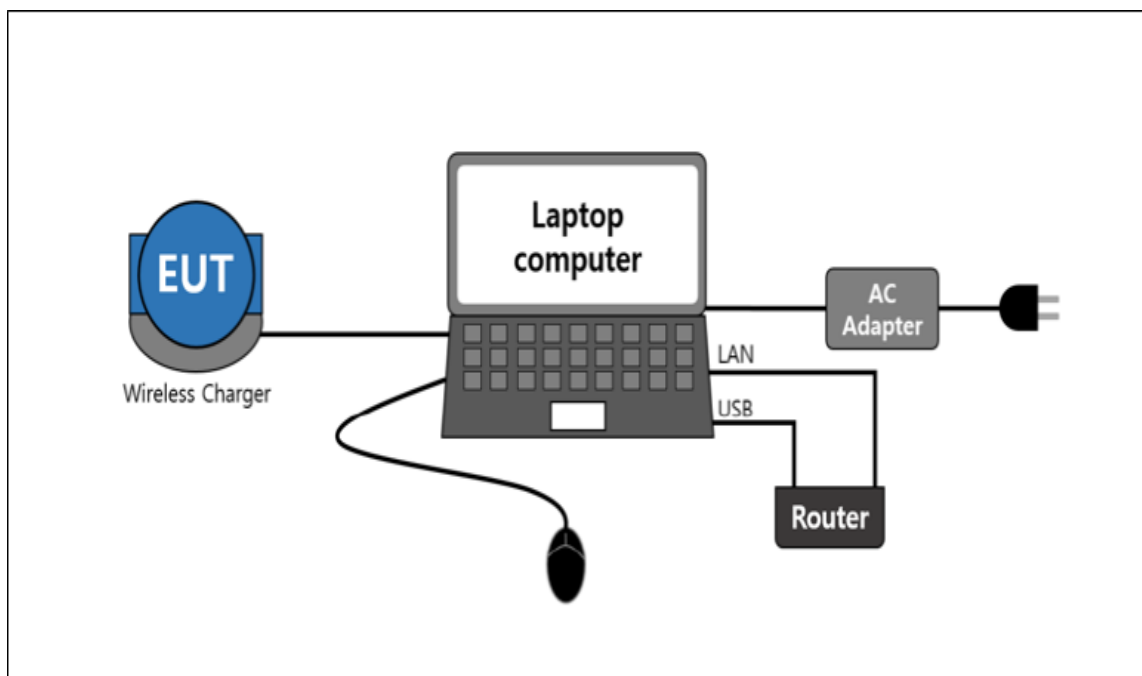 Laptop
computer
EUT
Wireless Charger
AC
Adapter
LAN
USB
Router